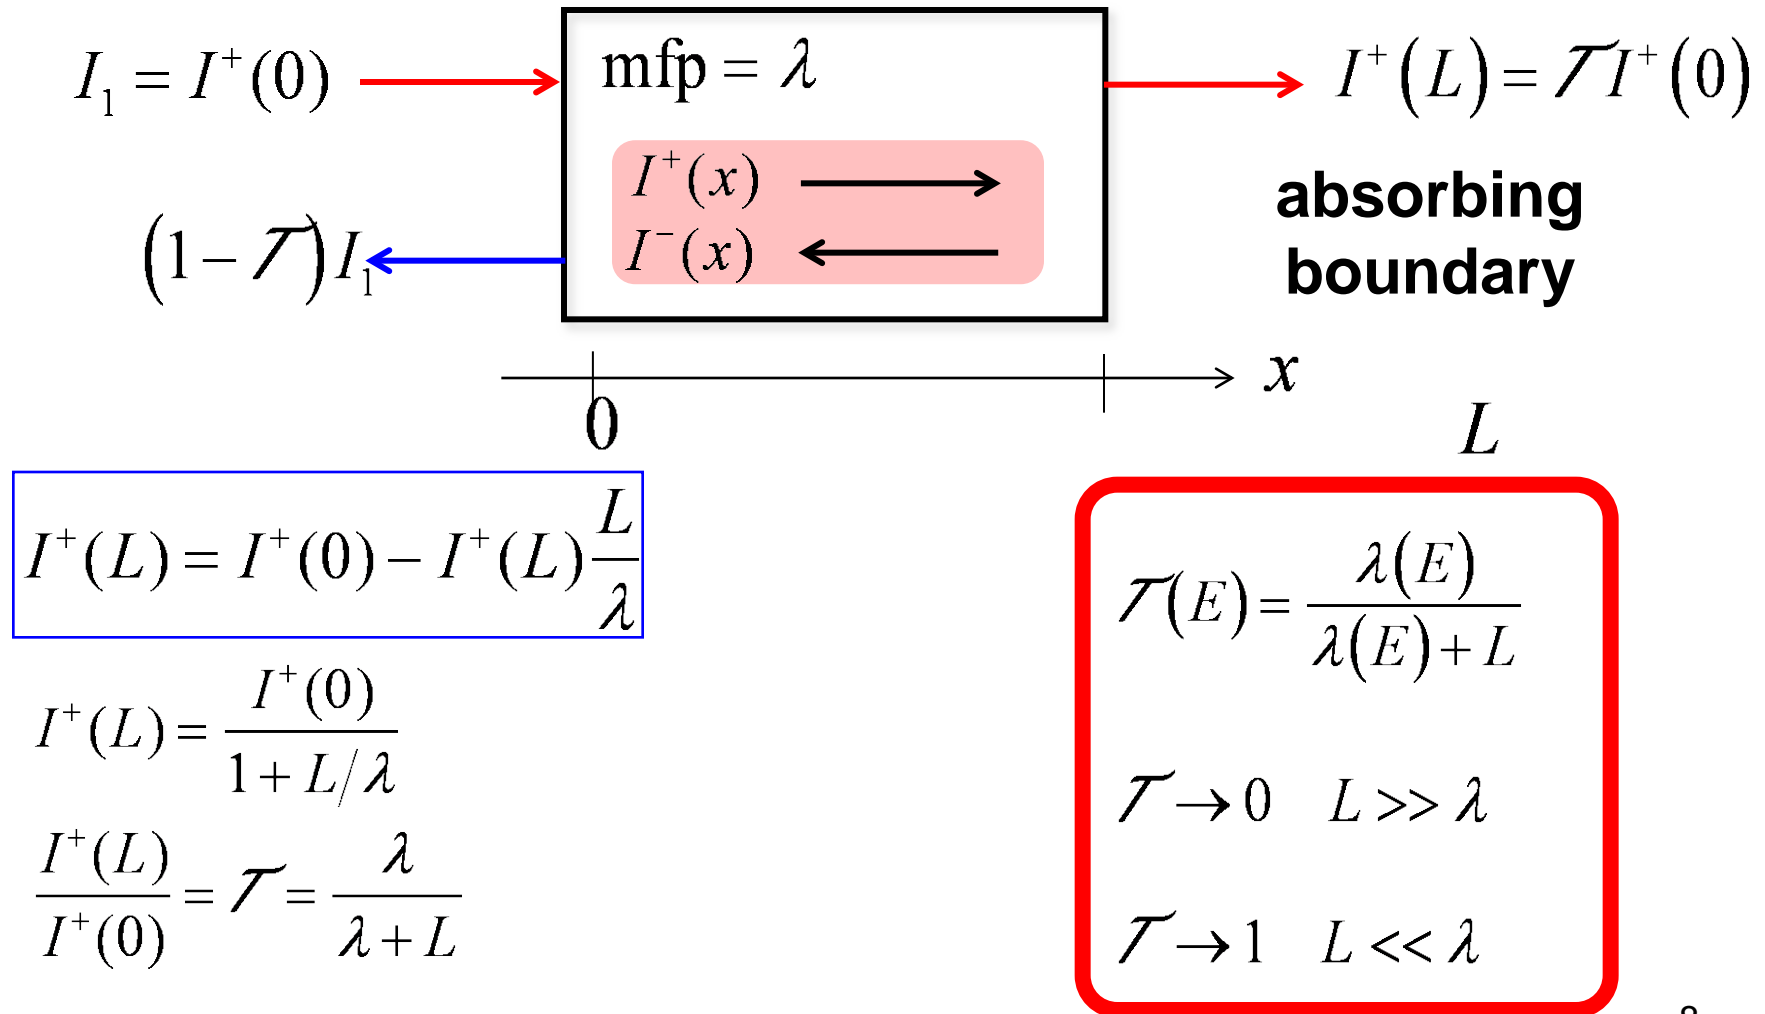 I₁ = I⁺(0)
mfp = λ
I⁺(L) = 𝒯I⁺(0)
I⁺(x)
I⁻(x)
(1 − 𝒯)I₁
absorbing
boundary
x
0
L
I⁺(L) = I⁺(0) − I⁺(L) L/λ
I⁺(L) = I⁺(0) / (1 + L/λ)
I⁺(L)/I⁺(0) = 𝒯 = λ/(λ + L)
𝒯(E) = λ(E)/(λ(E) + L)
𝒯 → 0 L >> λ
𝒯 → 1 L << λ